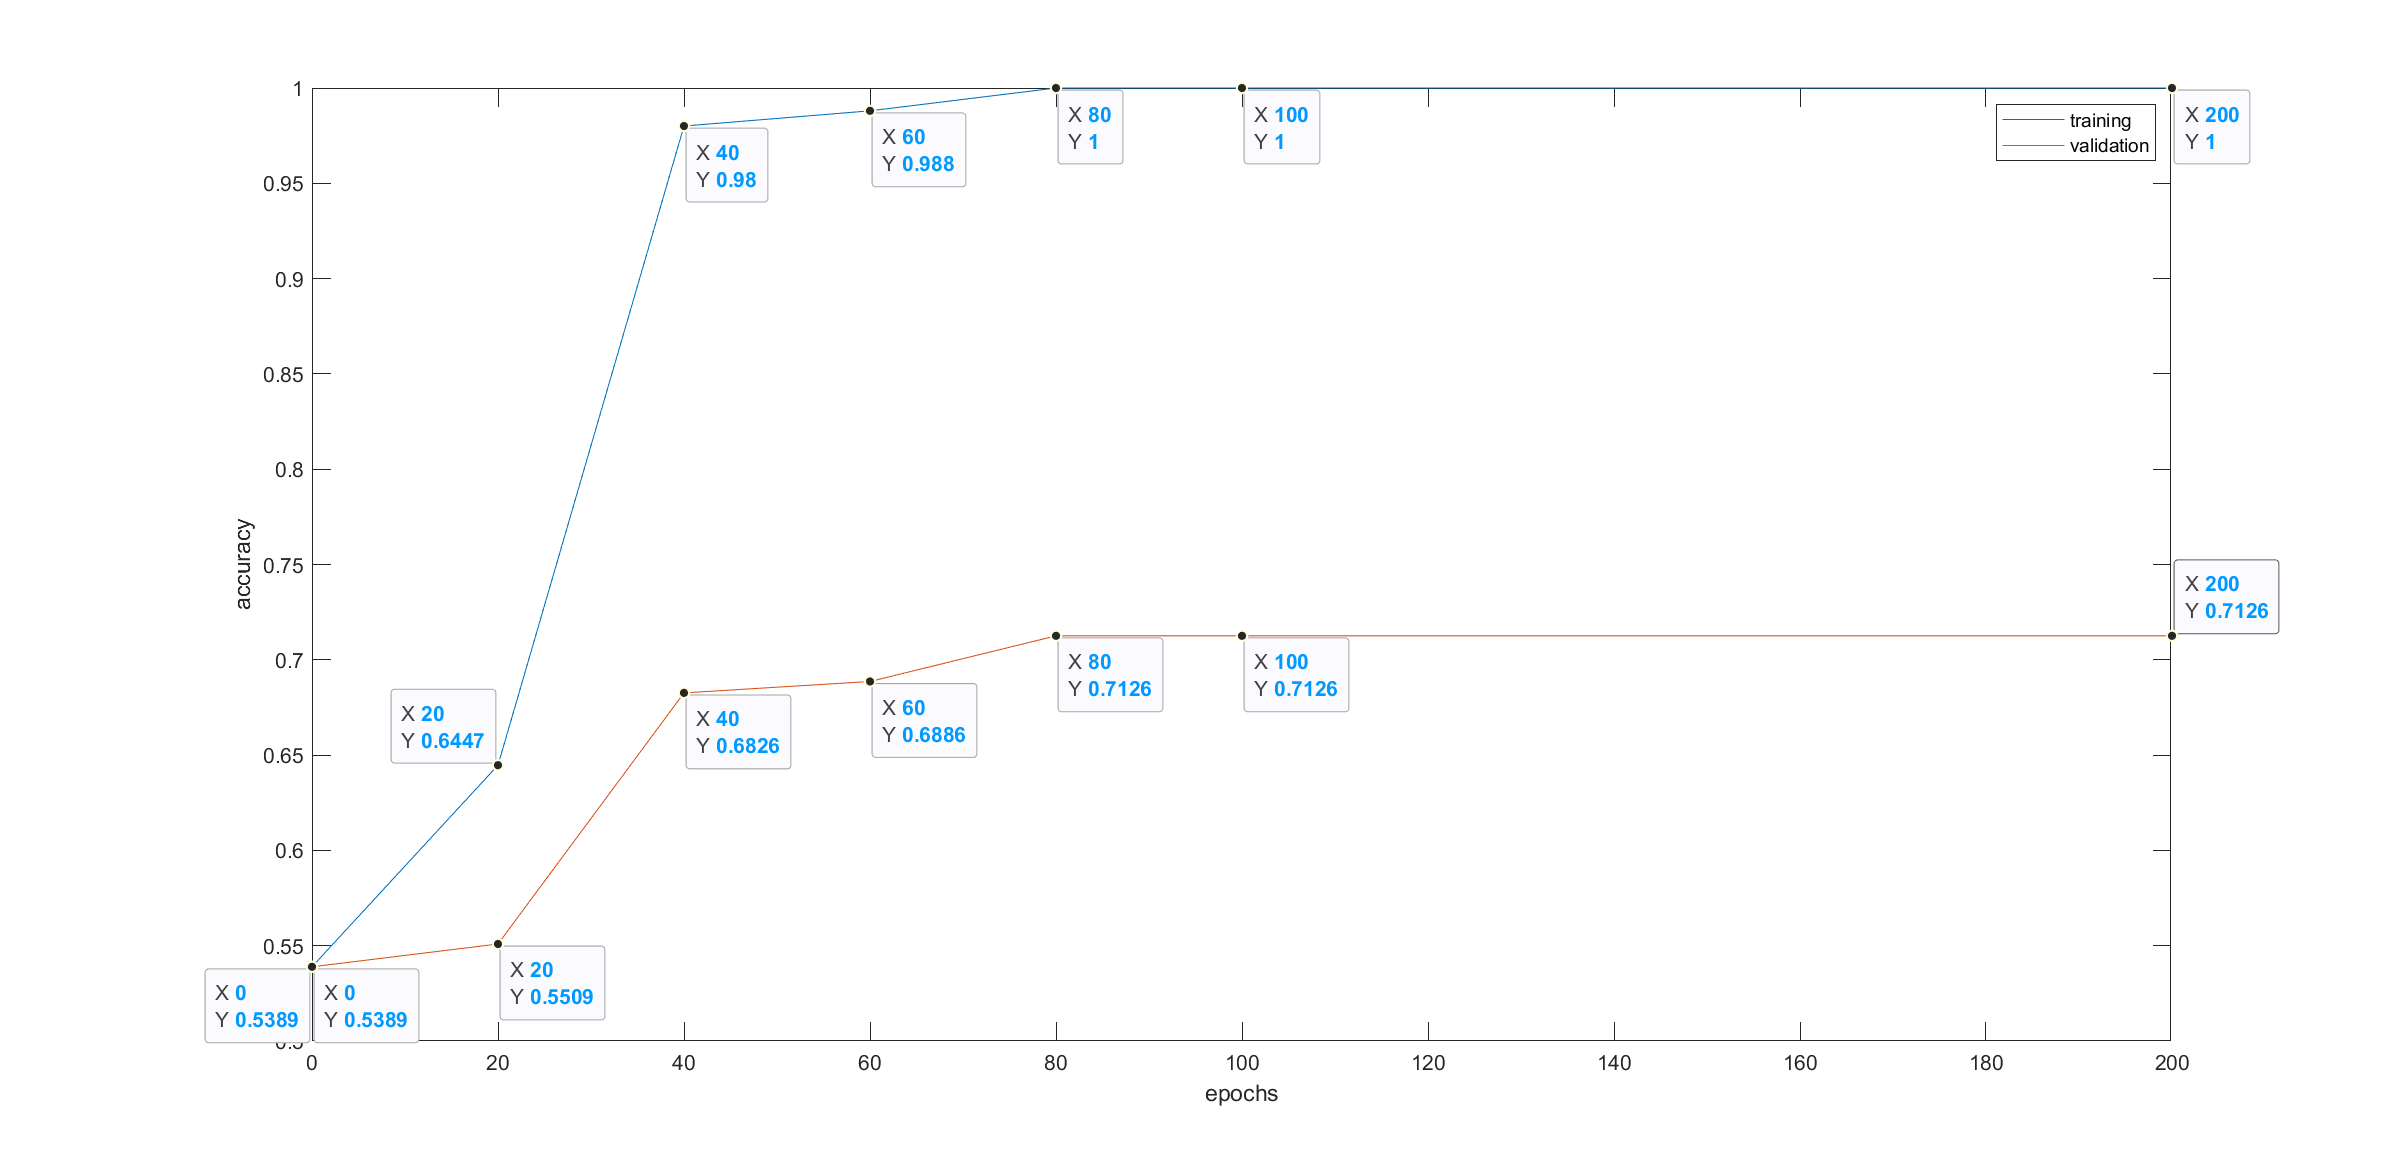 1
0.95
0.9
0.85
0.8
0.75
0.7
0.65
0.6
0.55
0.5
accuracy
X 40
Y 0.98
X 60
Y 0.988
X 80
Y 1
X 100
Y 1
training
validation
X 200
Y 1
X 200
Y 0.7126
X 20
Y 0.6447
X 40
Y 0.6826
X 60
Y 0.6886
X 80
Y 0.7126
X 100
Y 0.7126
X 20
Y 0.5509
X 0
Y 0.5389
X 0
Y 0.5389
0 20 40 60 80 100 120 140 160 180 200
epochs